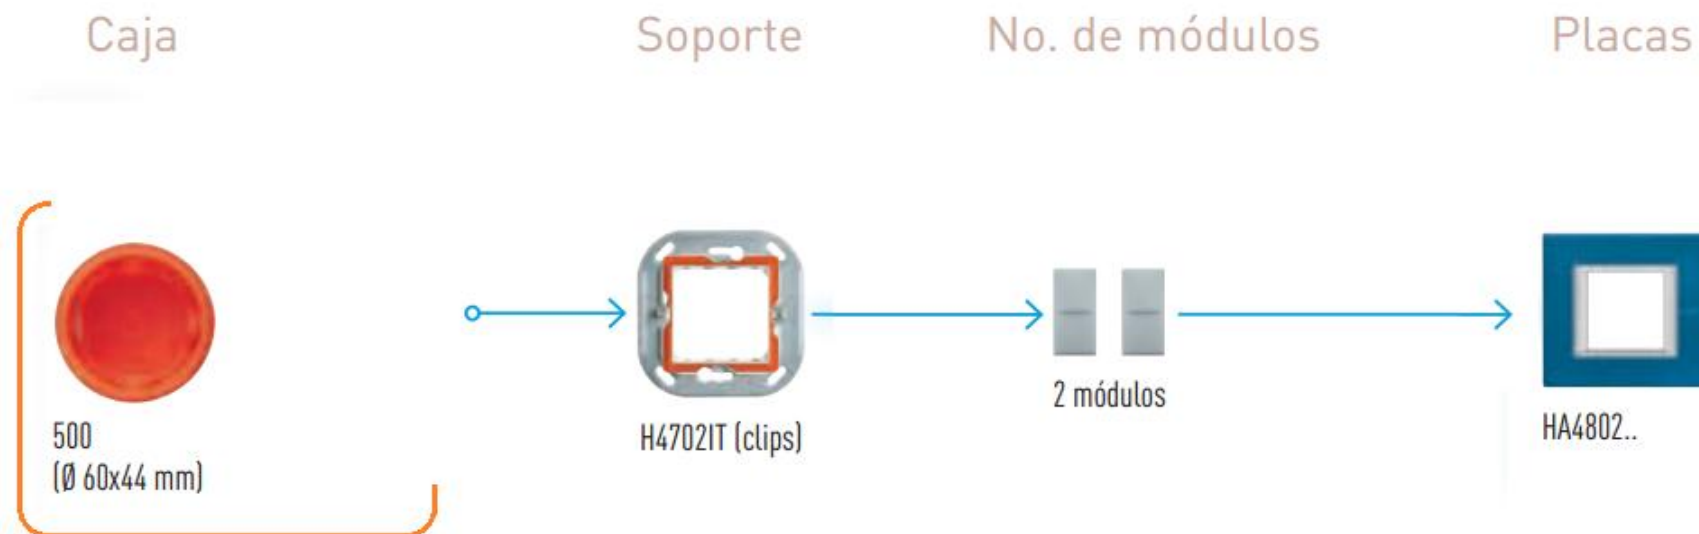 Caja
Soporte
No. de módulos
Placas
500
(Ø 60x44 mm)
H4702IT (clips)
2 módulos
HA4802..